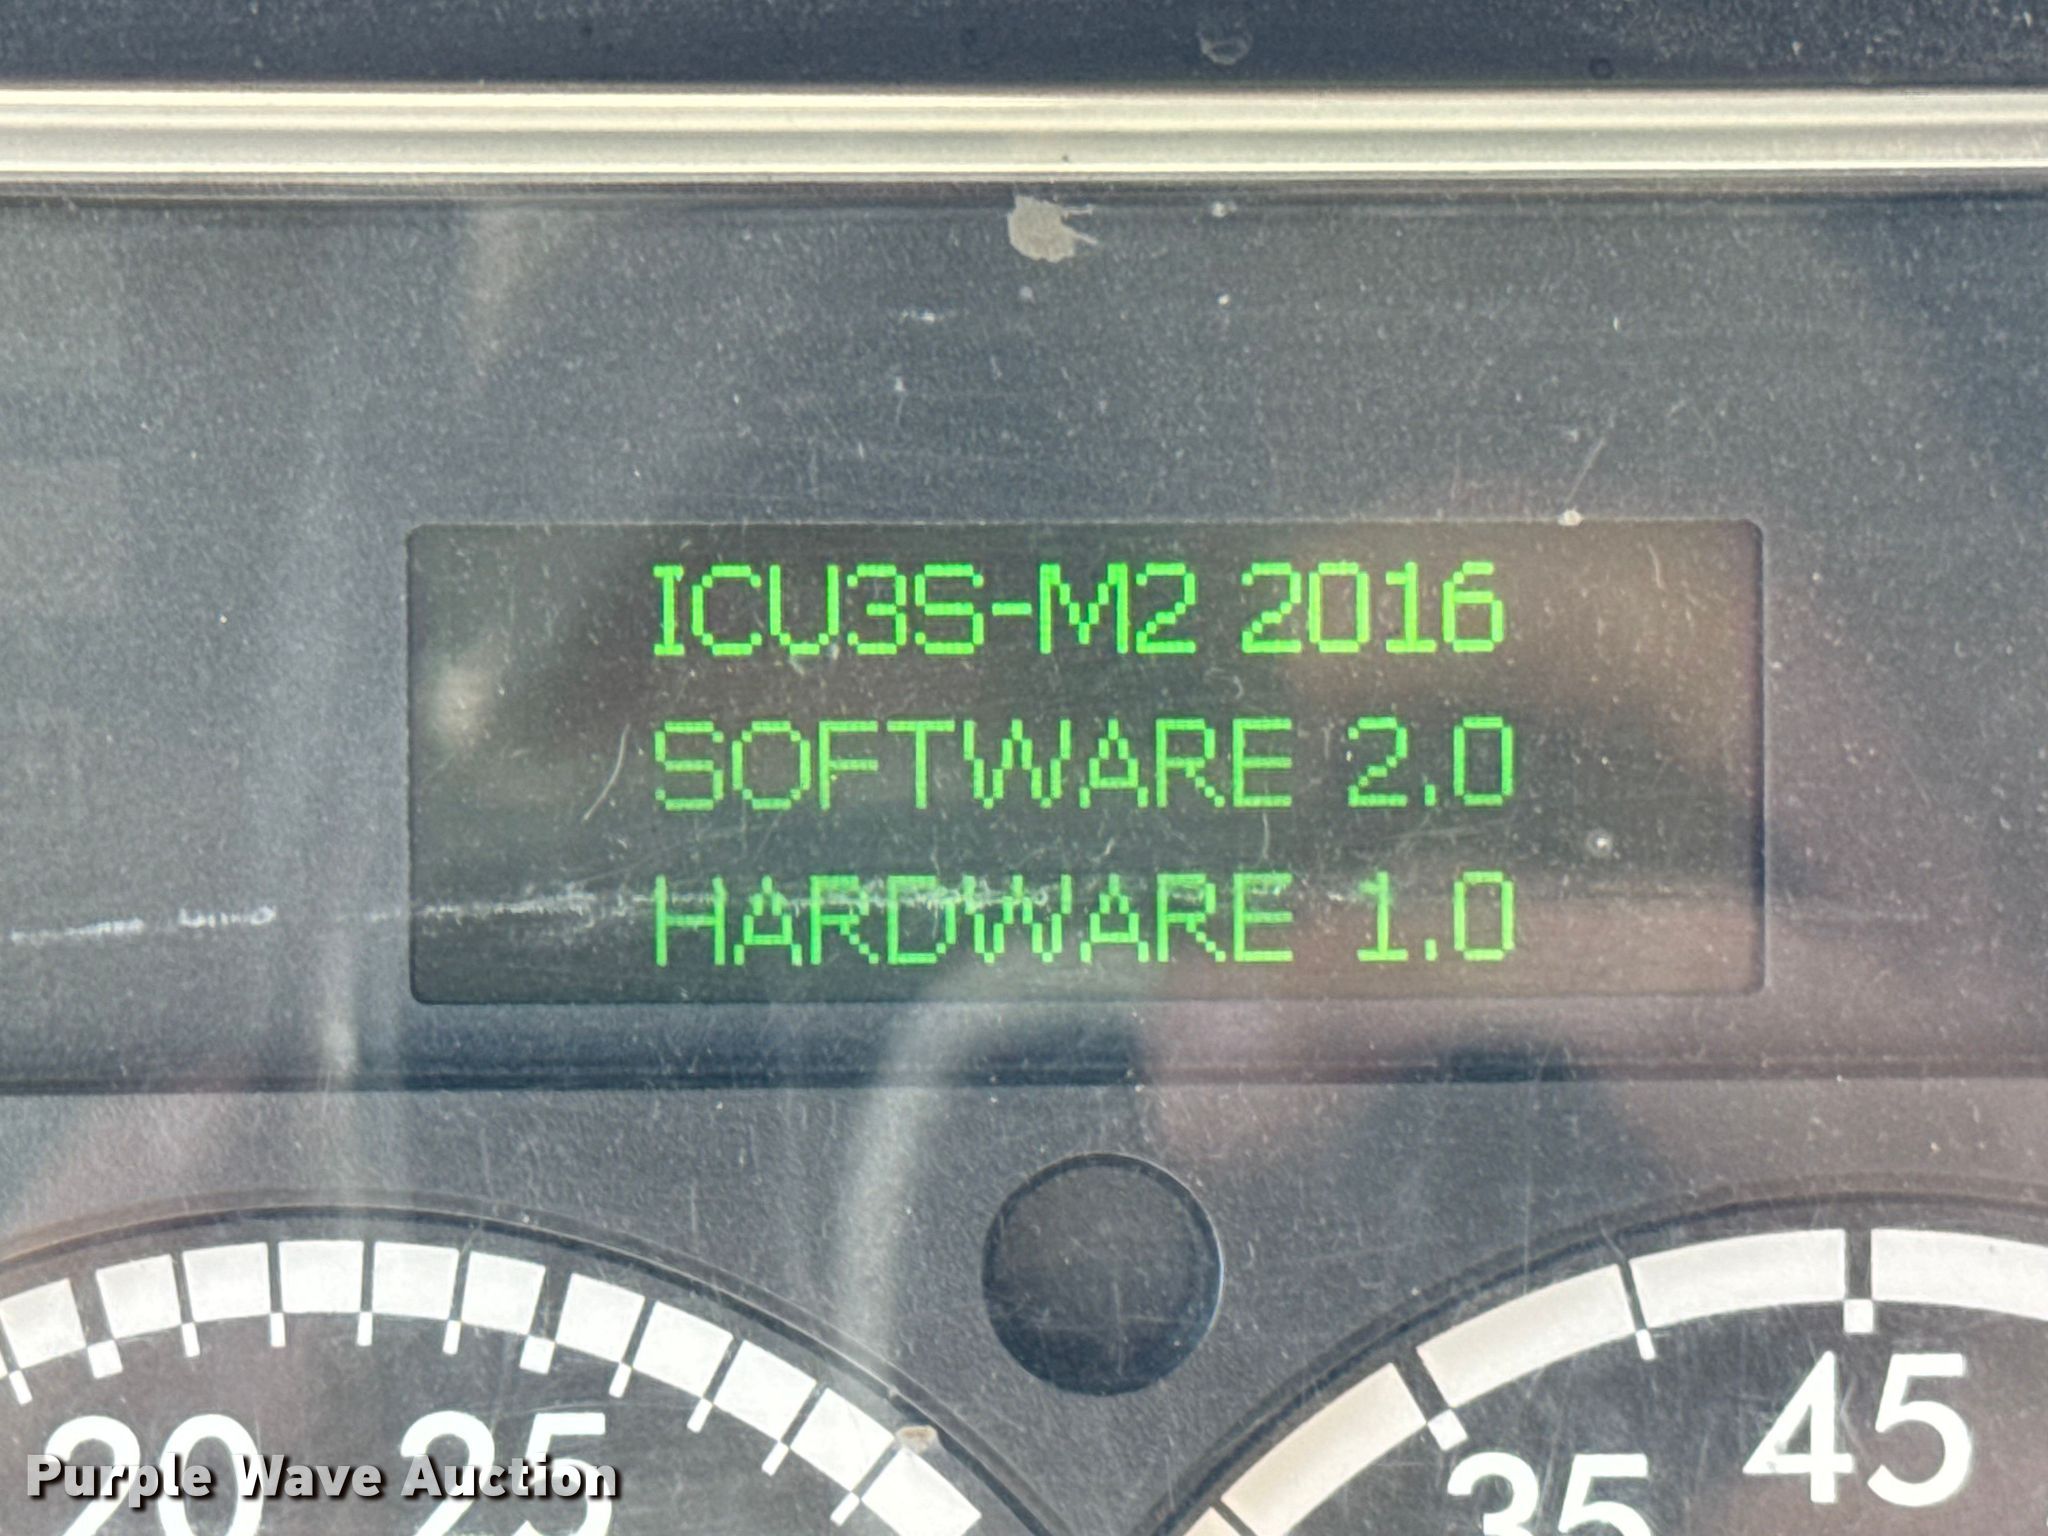 ICU3S-M2 2016
SOFTWARE 2.0
HARDWARE 1.0
20 25
35 45
Purple Wave Auction